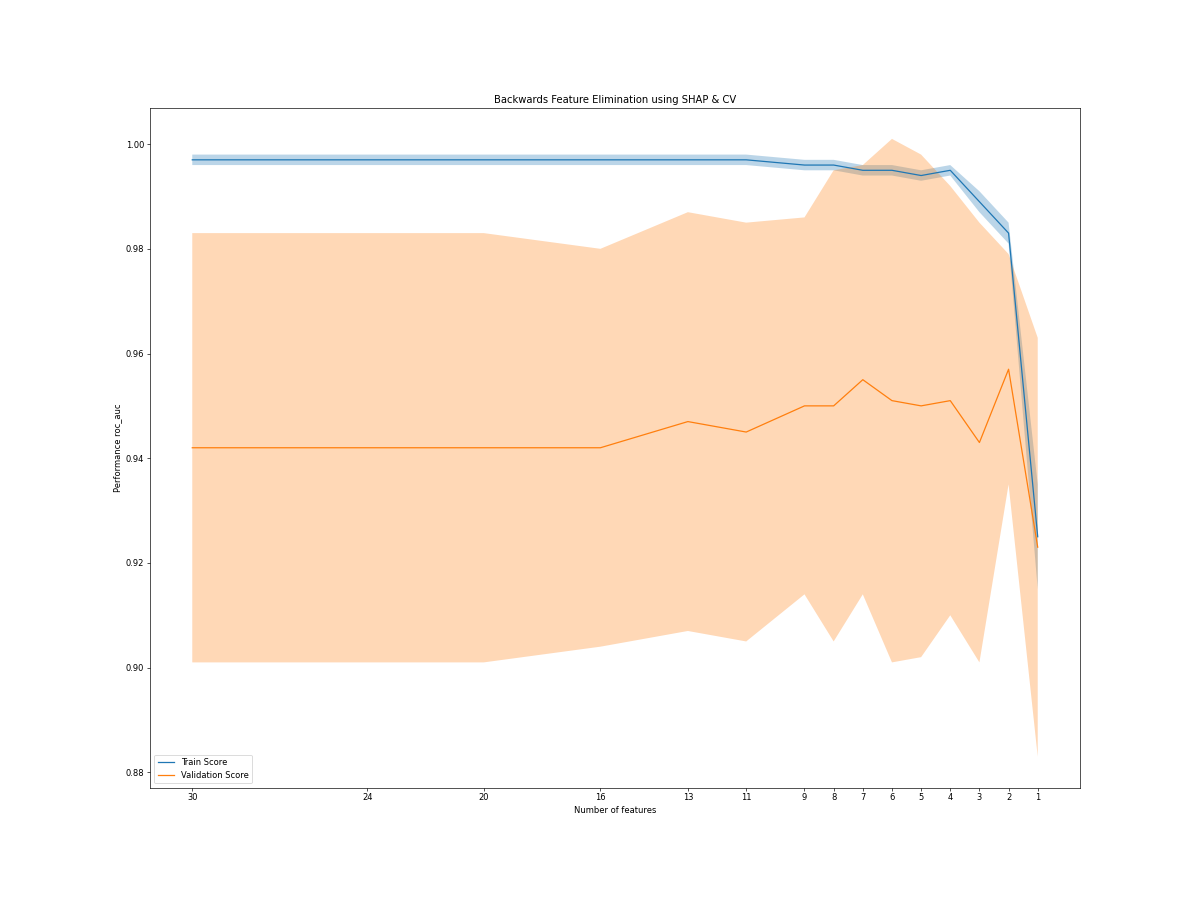 Backwards Feature Elimination using SHAP & CV
1.00
0.98
0.96
0.94
0.92
0.90
0.88
Performance roc_auc
Train Score
Validation Score
30 24 20 16 13 11 9 8 7 6 5 4 3 2 1
Number of features